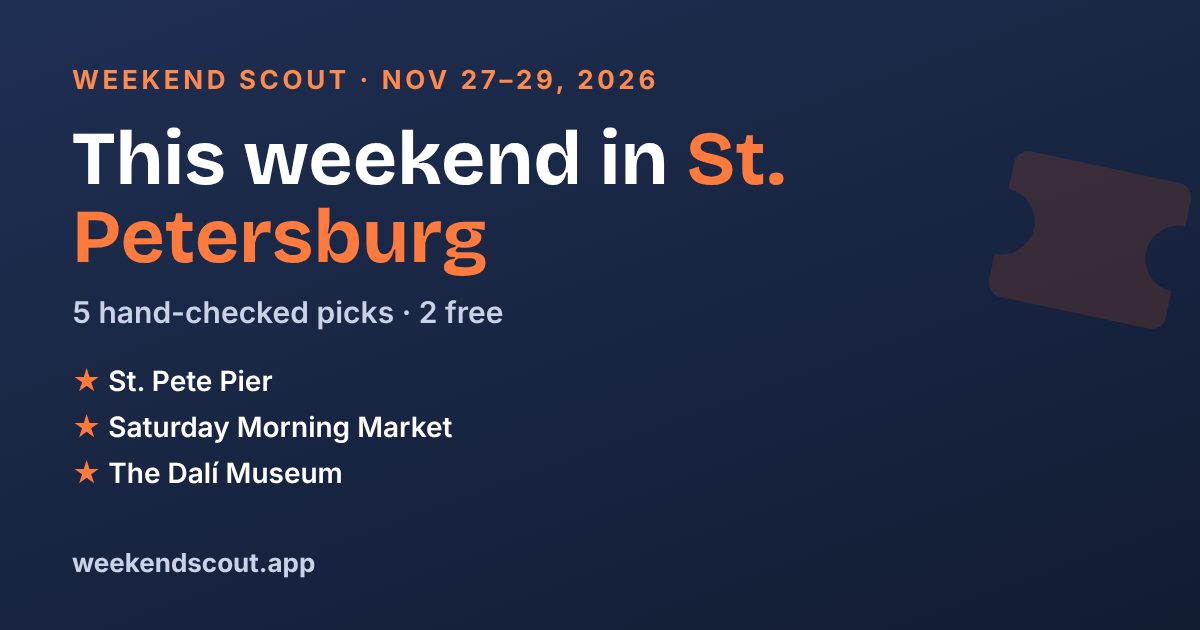 WEEKEND SCOUT · NOV 27–29, 2026
This weekend in St.
Petersburg
5 hand-checked picks · 2 free
★ St. Pete Pier
★ Saturday Morning Market
★ The Dalí Museum
weekendscout.app